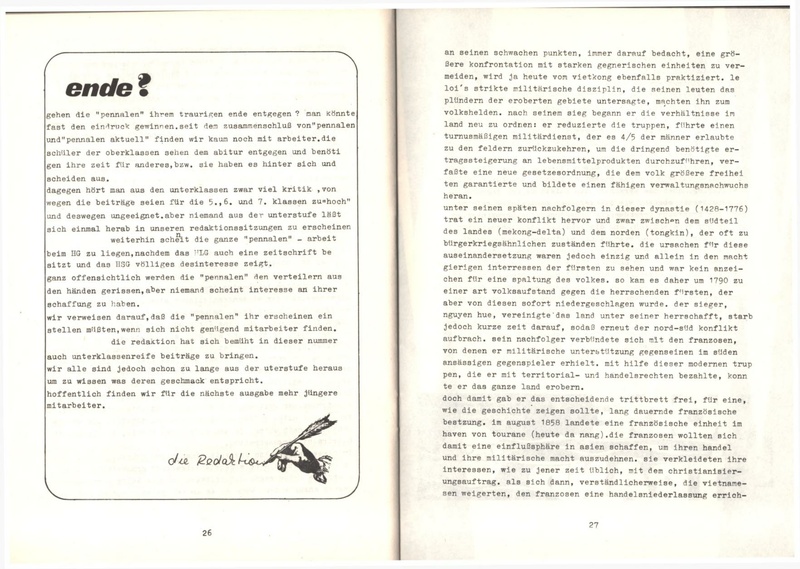 ende?
gehen die "pennalen" ihrem traurigen ende entgegen ? man könnte
fast den eindruck gewinnen.seit dem zusammenschluß von"pennalen
und"pennalen aktuell" finden wir kaum noch mit arbeiter.die
schüler der oberklassen sehen dem abitur entgegen und benöti
gen ihre zeit für anderes,bzw. sie haben es hinter sich und
scheiden aus.
dagegen hört man aus den unterklassen zwar viel kritik ,von
wegen die beiträge seien für die 5.,6. und 7. klassen zu"hoch"
und deswegen ungeeignet.aber niemand aus der unterstufe läßt
sich einmal herab in unseren redaktionssitzungen zu erscheinen
weiterhin scheint die ganze "pennalen" - arbeit
beim HG zu liegen,nachdem das HLG auch eine zeitschrift be
sitzt und das HSG völliges desinteresse zeigt.
ganz offensichtlich werden die "pennalen" den verteilern aus
den händen gerissen,aber niemand scheint interesse an ihrer
schaffung zu haben.
wir verweisen darauf,daß die "pennalen" ihr erscheinen ein
stellen müßten,wenn sich nicht genügend mitarbeiter finden.
die redaktion hat sich bemüht in dieser nummer
auch unterklassenreife beiträge zu bringen.
wir alle sind jedoch schon zu lange aus der uterstufe heraus
um zu wissen was deren geschmack entspricht.
hoffentlich finden wir für die nächste ausgabe mehr jüngere
mitarbeiter.
die Redaktion
26
an seinen schwachen punkten, immer darauf bedacht, eine grö-
ßere konfrontation mit starken gegnerischen einheiten zu ver-
meiden, wird ja heute vom vietkong ebenfalls praktiziert. le
loi's strikte militärische disziplin, die seinen leuten das
plündern der eroberten gebiete untersagte, machten ihn zum
volkshelden. nach seinem sieg begann er die verhältnisse im
land neu zu ordnen: er reduzierte die truppen, führte einen
turnusmäßigen militärdienst, der es 4/5 der männer erlaubte
zu den feldern zurückzukehren, um die dringend benötigte er-
tragssteigerung an lebensmittelprodukten durchzuführen, ver-
faßte eine neue gesetzesordnung, die dem volk größere freihei
ten garantierte und bildete einen fähigen verwaltungsnachwuchs
heran.
unter seinen späten nachfolgern in dieser dynastie (1428-1776)
trat ein neuer konflikt hervor und zwar zwischen dem südteil
des landes (mekong-delta) und dem norden (tongkin), der oft zu
bürgerkriegsähnlichen zuständen führte. die ursachen für diese
auseinandersetzung waren jedoch einzig und allein in den macht
gierigen interressen der fürsten zu sehen und war kein anzei-
chen für eine spaltung des volkes. so kam es daher um 1790 zu
einer art volksaufstand gegen die herrschenden fürsten, der
aber von diesen sofort niedergeschlagen wurde. der sieger,
nguyen hue, vereinigte das land unter seiner herrschafft, starb
jedoch kurze zeit darauf, sodaß erneut der nord-süd konflikt
aufbrach. sein nachfolger verbündete sich mit den franzosen,
von denen er militärische unterstützung gegenseinen im süden
ansässigen gegenspieler erhielt. mit hilfe dieser modernen trup
pen, die er mit territorial- und handelsrechten bezahlte, konn
te er das ganze land erobern.
doch damit gab er das entscheidende trittbrett frei, für eine,
wie die geschichte zeigen sollte, lang dauernde französische
bestzung. im august 1858 landete eine französische einheit im
haven von tourane (heute da nang).die franzosen wollten sich
damit eine einflußsphäre in asien schaffen, um ihren handel
und ihre militärische macht auszudehnen. sie verkleideten ihre
interessen, wie zu jener zeit üblich, mit dem christianisier-
ungsauftrag. als sich dann, verständlicherweise, die vietname-
sen weigerten, den franzosen eine handelsniederlassung errich-
27